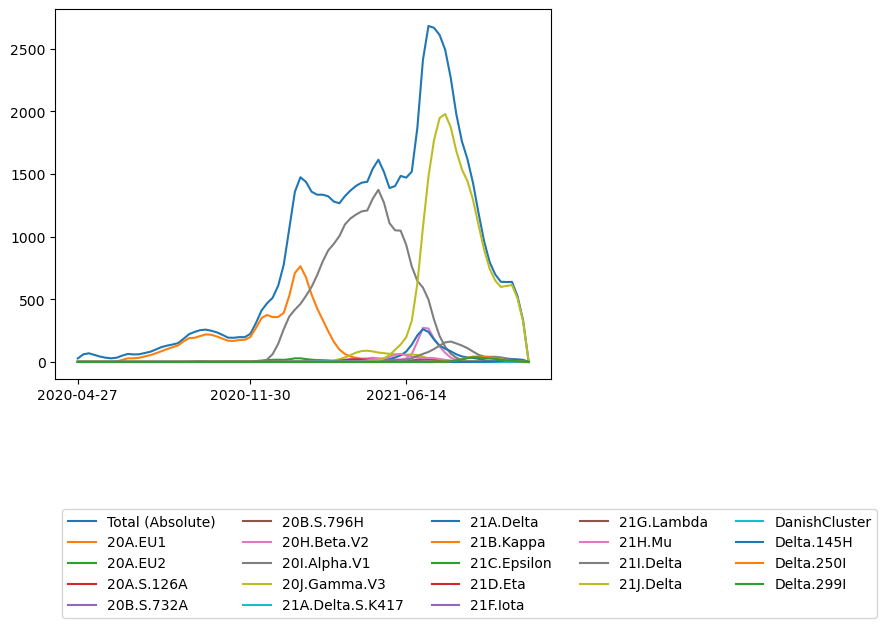 2500
2000
1500
1000
500
0
2020-04-27 2020-11-30 2021-06-14
Total (Absolute) 20B.S.796H 21A.Delta 21G.Lambda DanishCluster
20A.EU1 20H.Beta.V2 21B.Kappa 21H.Mu Delta.145H
20A.EU2 20I.Alpha.V1 21C.Epsilon 21I.Delta Delta.250I
20A.S.126A 20J.Gamma.V3 21D.Eta 21J.Delta Delta.299I
20B.S.732A 21A.Delta.S.K417 21F.Iota